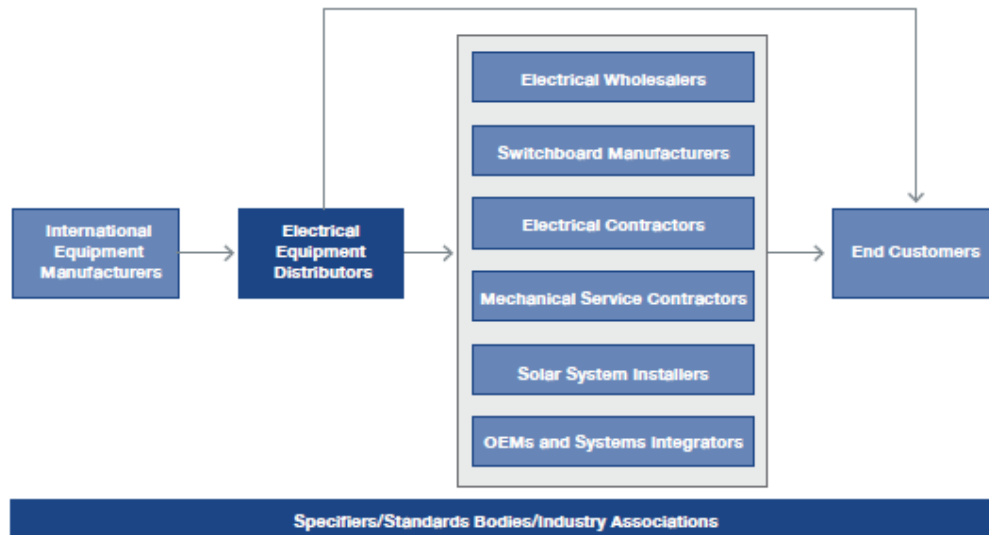 Electrical Wholesalers
Switchboard Manufacturers
International
Equipment
Manufacturers
Electrical
Equipment
Distributors
Electrical Contractors
End Customers
Mechanical Service Contractors
Solar System Installers
OEMs and Systems Integrators
Specifiers/Standards Bodies/Industry Associations